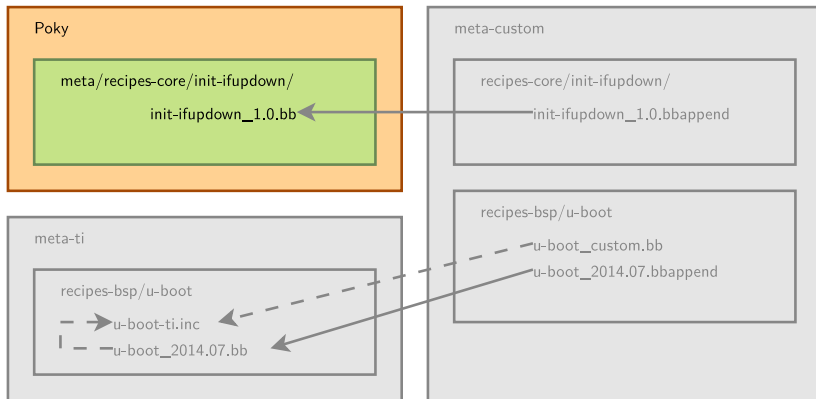 Poky
meta/recipes-core/init-ifupdown/
init-ifupdown_1.0.bb
meta-ti
recipes-bsp/u-boot
u-boot-ti.inc
u-boot_2014.07.bb
meta-custom
recipes-core/init-ifupdown/
init-ifupdown_1.0.bbappend
recipes-bsp/u-boot
u-boot_custom.bb
u-boot_2014.07.bbappend